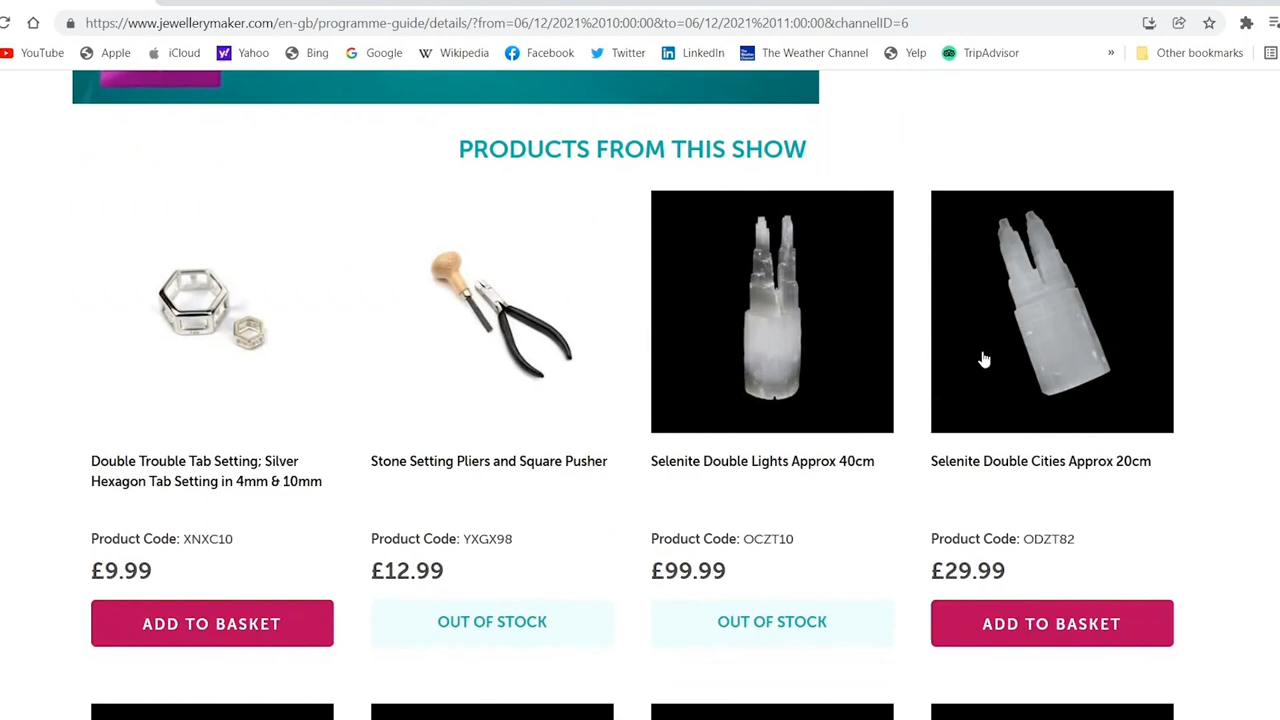 https://www.jewellerymaker.com/en-gb/programme-guide/details/?from=06/12/2021%2010:00:00&to=06/12/2021%2011:00:00&channelID=6
YouTube Apple iCloud Yahoo Bing Google Wikipedia Facebook Twitter LinkedIn The Weather Channel Yelp TripAdvisor » Other bookmarks
PRODUCTS FROM THIS SHOW
Double Trouble Tab Setting; Silver
Hexagon Tab Setting in 4mm & 10mm
Product Code: XNXC10
£9.99
ADD TO BASKET
Stone Setting Pliers and Square Pusher
Product Code: YXGX98
£12.99
OUT OF STOCK
Selenite Double Lights Approx 40cm
Product Code: OCZT10
£99.99
OUT OF STOCK
Selenite Double Cities Approx 20cm
Product Code: ODZT82
£29.99
ADD TO BASKET